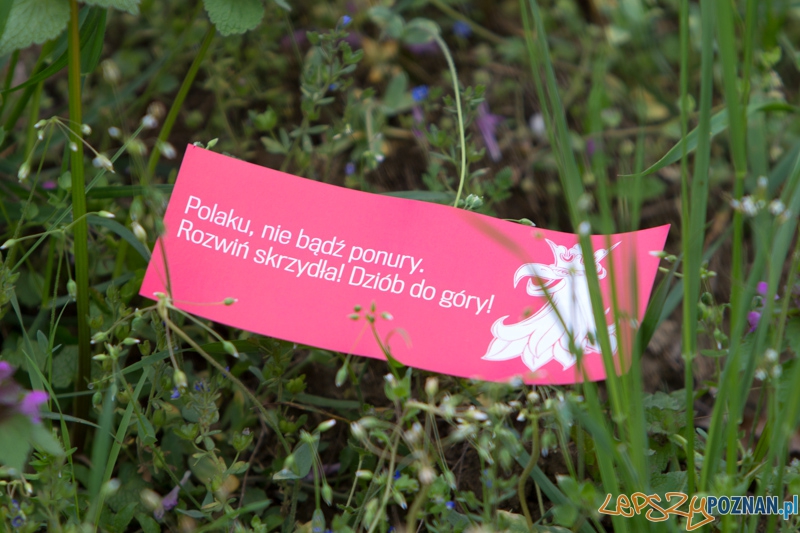 Polaku, nie bądź ponury.
Rozwiń skrzydła! Dziób do góry!
LEPSZYPOZNAN.pl